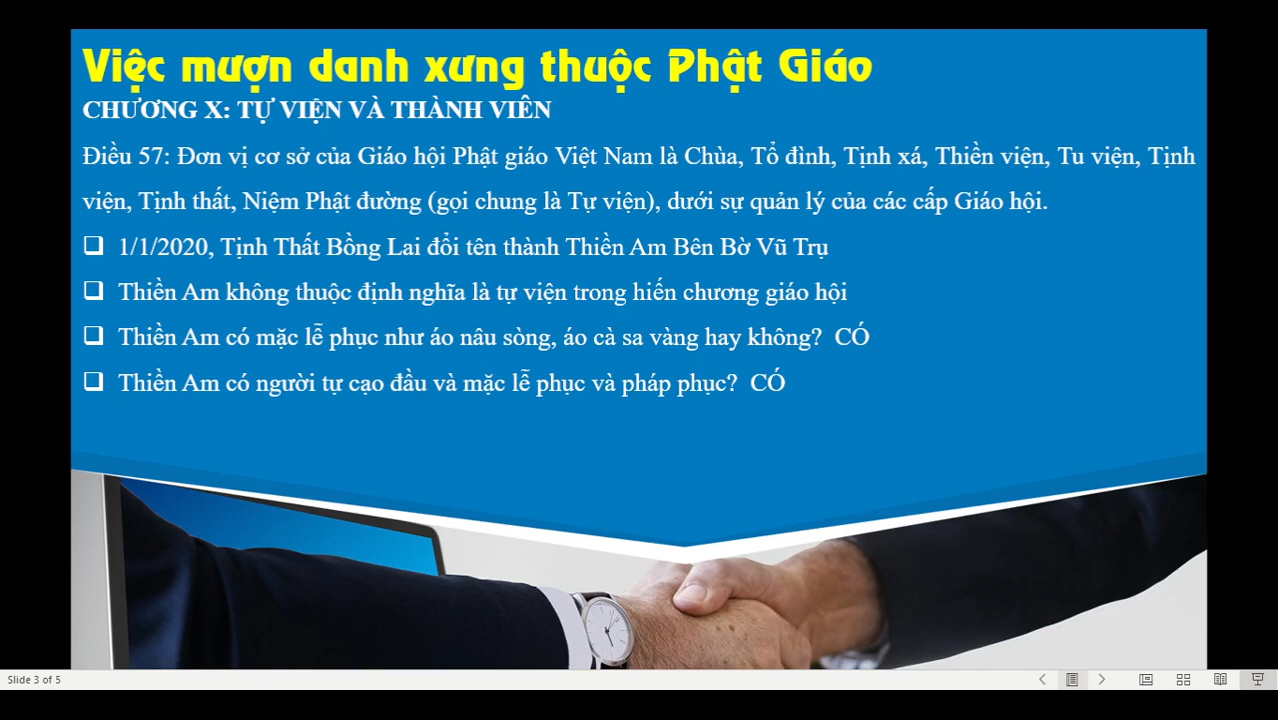 Việc mượn danh xưng thuộc Phật Giáo
CHƯƠNG X: TỰ VIỆN VÀ THÀNH VIÊN
Điều 57: Đơn vị cơ sở của Giáo hội Phật giáo Việt Nam là Chùa, Tổ đình, Tịnh xá, Thiền viện, Tu viện, Tịnh
viện, Tịnh thất, Niệm Phật đường (gọi chung là Tự viện), dưới sự quản lý của các cấp Giáo hội.
❑ 1/1/2020, Tịnh Thất Bồng Lai đổi tên thành Thiền Am Bên Bờ Vũ Trụ
❑ Thiền Am không thuộc định nghĩa là tự viện trong hiến chương giáo hội
❑ Thiền Am có mặc lễ phục như áo nâu sòng, áo cà sa vàng hay không? CÓ
❑ Thiền Am có người tự cạo đầu và mặc lễ phục và pháp phục? CÓ
Slide 3 of 5